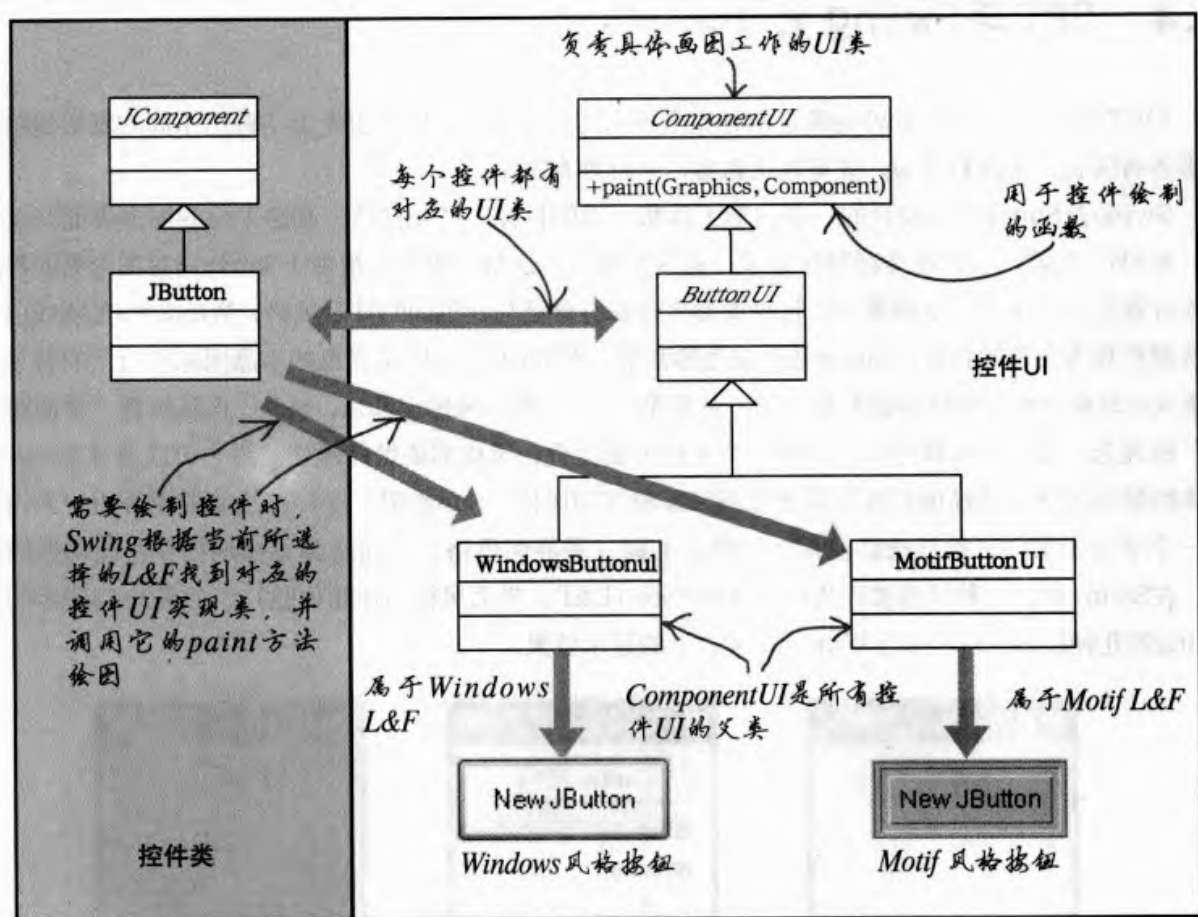 负责具体画图工作的UI类
JComponent
ComponentUI
+paint(Graphics, Component)
每个控件都有
对应的UI类
用于控件绘制
的函数
JButton
ButtonUI
控件UI
需要绘制控件时，
Swing根据当前所选
择的L&F找到对应的
控件UI实现类，并
调用它的paint方法
绘图
WindowsButtonuI
MotifButtonUI
属于Windows
L&F
ComponentUI是所有控
件UI的父类
属于Motif L&F
New JButton
New JButton
控件类
Windows风格按钮
Motif 风格按钮